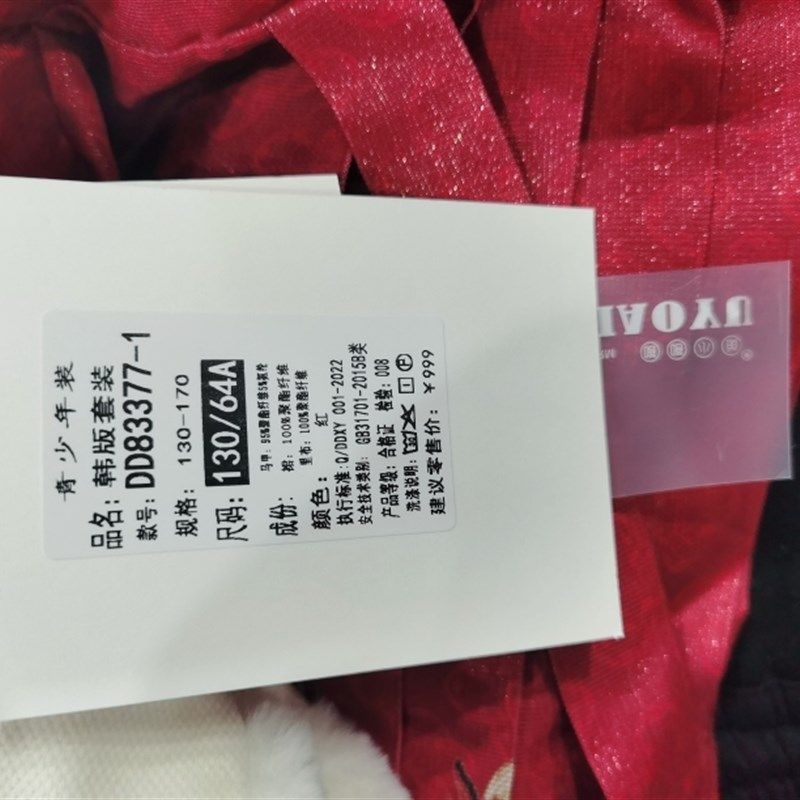 青少年装
品名：韩版套装
款号：DD83377-1
规格：130-170
尺码：130/64A
成份：
马甲：95%聚酯纤维5%氨纶
裙：100%聚酯纤维
里布：100%聚酯纤维
颜色：红
执行标准：Q/DDXY 001-2022
安全技术类别：GB31701-2015B类
产品等级：合格证 检验：008
洗涤说明：
建议零售价：¥999